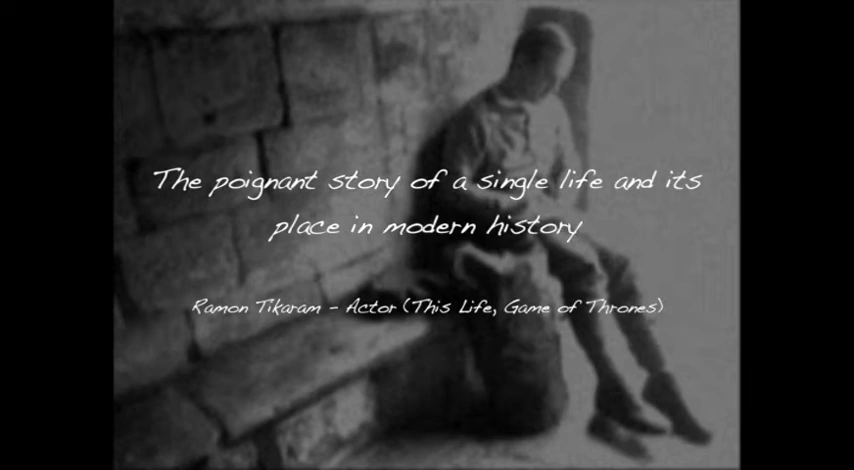 The poignant story of a single life and its
place in modern history
Ramon Tikaram - Actor (This Life, Game of Thrones)